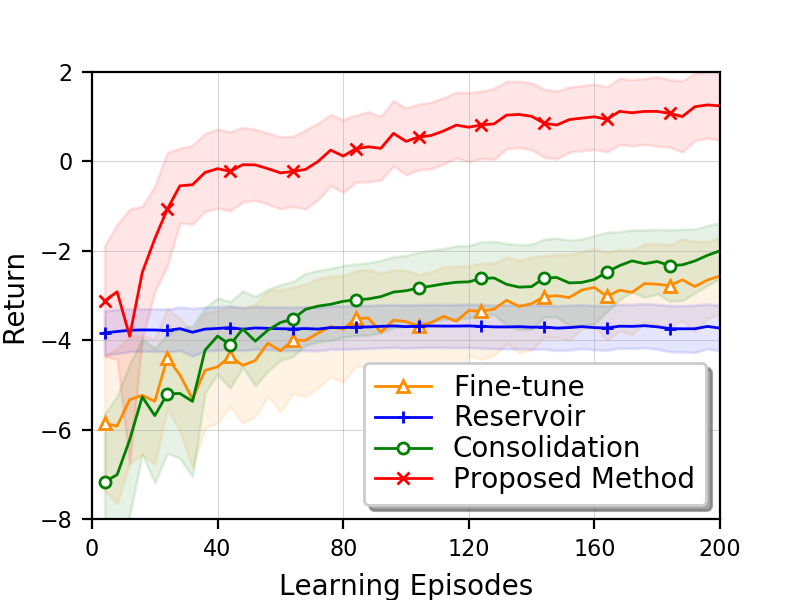 2
0
−2
−4
−6
−8
Return
0 40 80 120 160 200
Learning Episodes
Fine-tune
Reservoir
Consolidation
Proposed Method